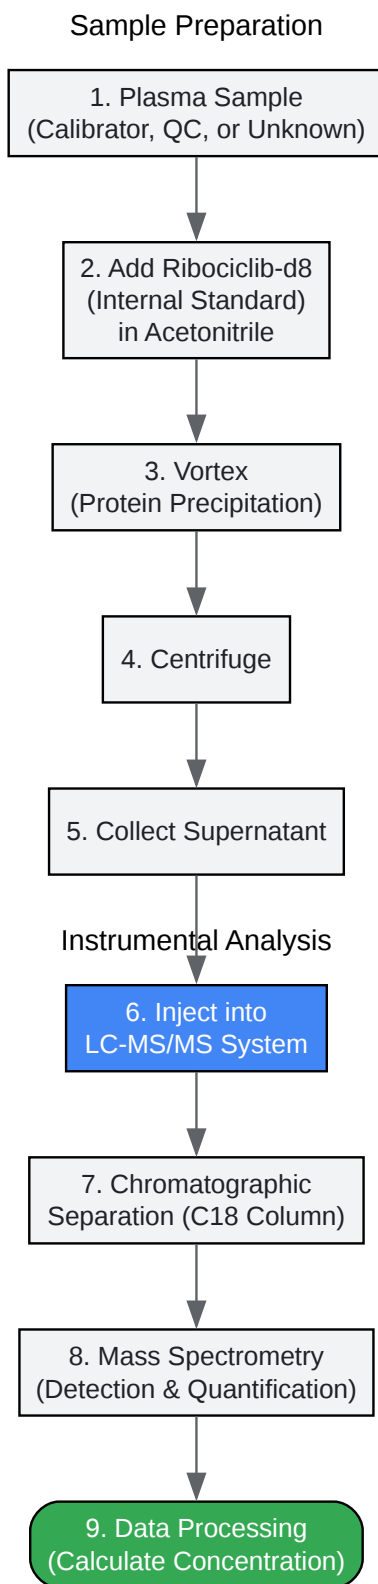 Sample Preparation
1. Plasma Sample
(Calibrator, QC, or Unknown)
2. Add Ribociclib-d8
(Internal Standard)
in Acetonitrile
3. Vortex
(Protein Precipitation)
4. Centrifuge
5. Collect Supernatant
Instrumental Analysis
6. Inject into
LC-MS/MS System
7. Chromatographic
Separation (C18 Column)
8. Mass Spectrometry
(Detection & Quantification)
9. Data Processing
(Calculate Concentration)